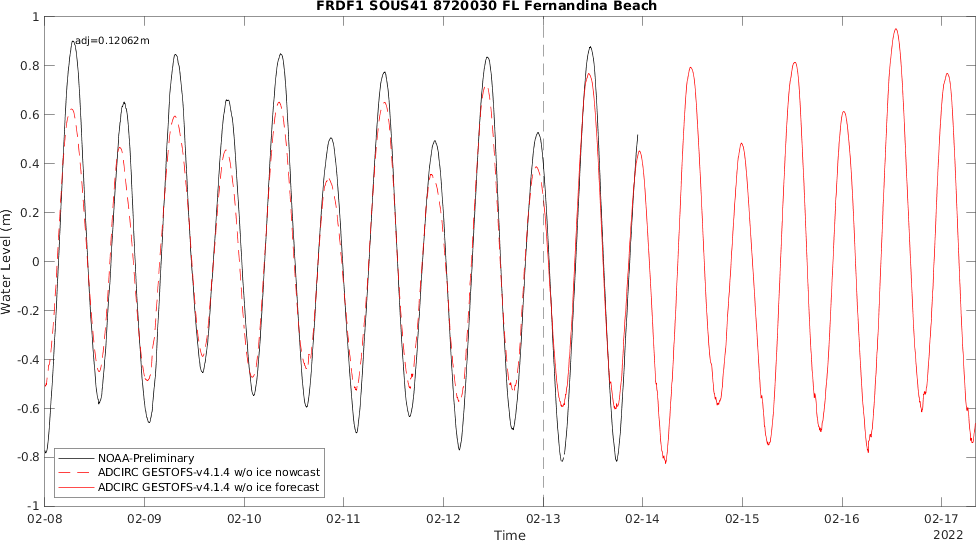 FRDF1 SOUS41 8720030 FL Fernandina Beach
adj=0.12062m
1
0.8
0.6
0.4
0.2
0
-0.2
-0.4
-0.6
-0.8
-1
Water Level (m)
NOAA-Preliminary
ADCIRC GESTOFS-v4.1.4 w/o ice nowcast
ADCIRC GESTOFS-v4.1.4 w/o ice forecast
02-08 02-09 02-10 02-11 02-12 02-13 02-14 02-15 02-16 02-17
Time
2022